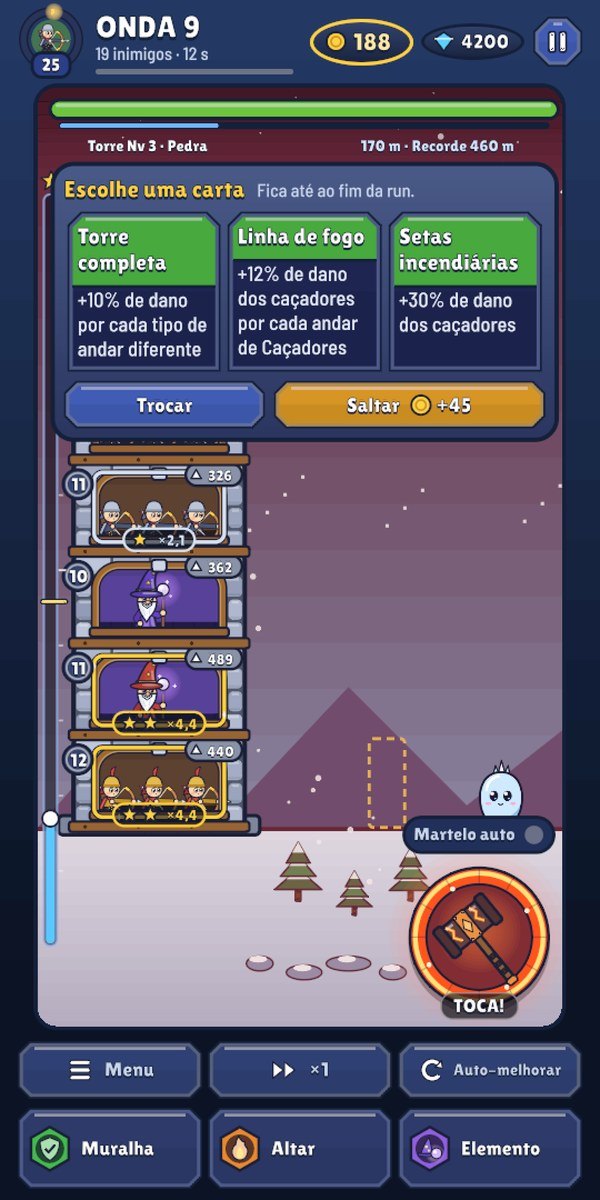 ONDA 9
19 inimigos · 12 s
25
188
4200
Torre Nv 3 · Pedra
170 m · Recorde 460 m
Escolhe uma carta
Fica até ao fim da run.
Torre
completa
+10% de dano
por cada tipo de
andar diferente
Linha de fogo
+12% de dano
dos caçadores
por cada andar
de Caçadores
Setas
incendiárias
+30% de dano
dos caçadores
Trocar
Saltar +45
11
326
×2,1
10
362
11
489
×4,4
12
440
×4,4
Martelo auto
TOCA!
Menu
×1
Auto-melhorar
Muralha
Altar
Elemento